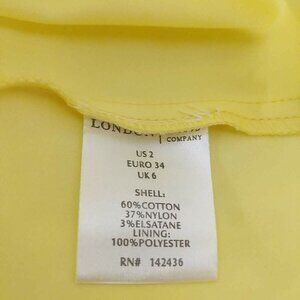 LONDON
COMPANY
US 2
EURO 34
UK 6
SHELL:
60%COTTON
37%NYLON
3%ELSATANE
LINING:
100%POLYESTER
RN# 142436